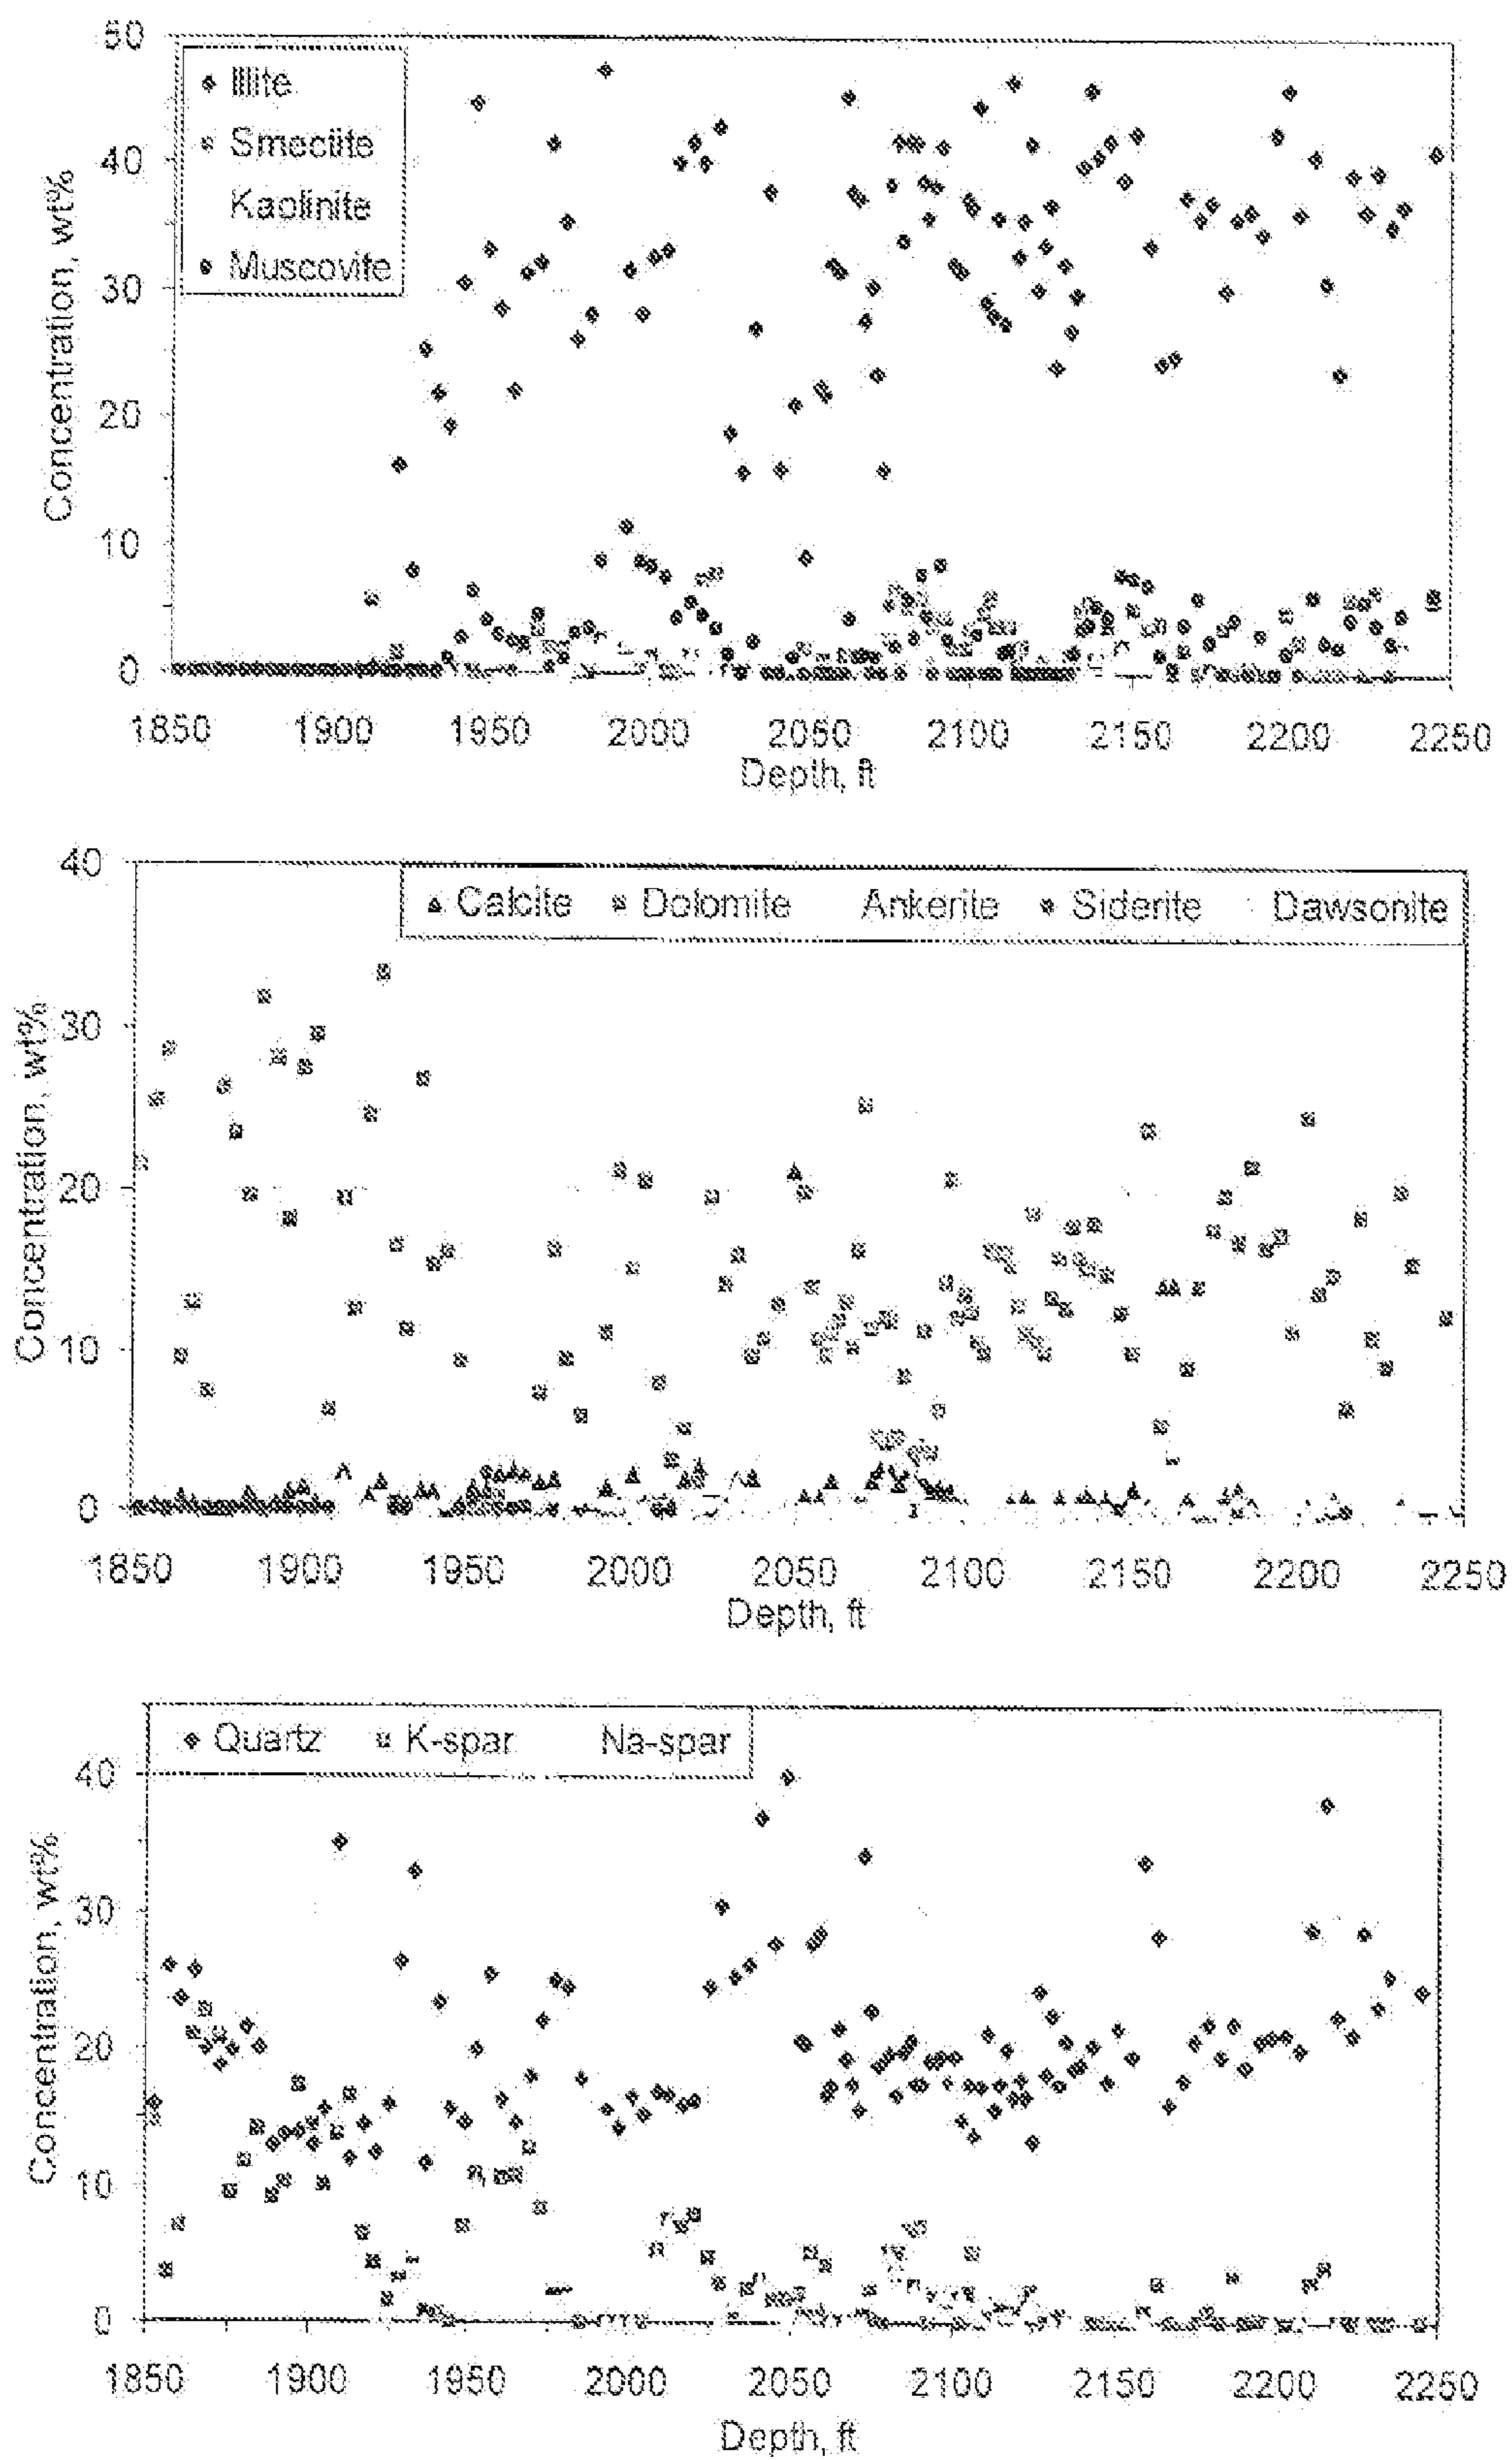 50
Illite
Smectite
40
Kaolinite
Muscovite
30
20
10
0
Concentration, wt%
1850 1900 1950 2000 2050 2100 2150 2200 2250
Depth, ft
40
Calcite Dolomite Ankerite Siderite Dawsonite
30
20
10
0
Concentration, wt%
1850 1900 1950 2000 2050 2100 2150 2200 2250
Depth, ft
Quartz K-spar Na-spar
40
30
20
10
0
Concentration, wt%
1850 1900 1950 2000 2050 2100 2150 2200 2250
Depth, ft